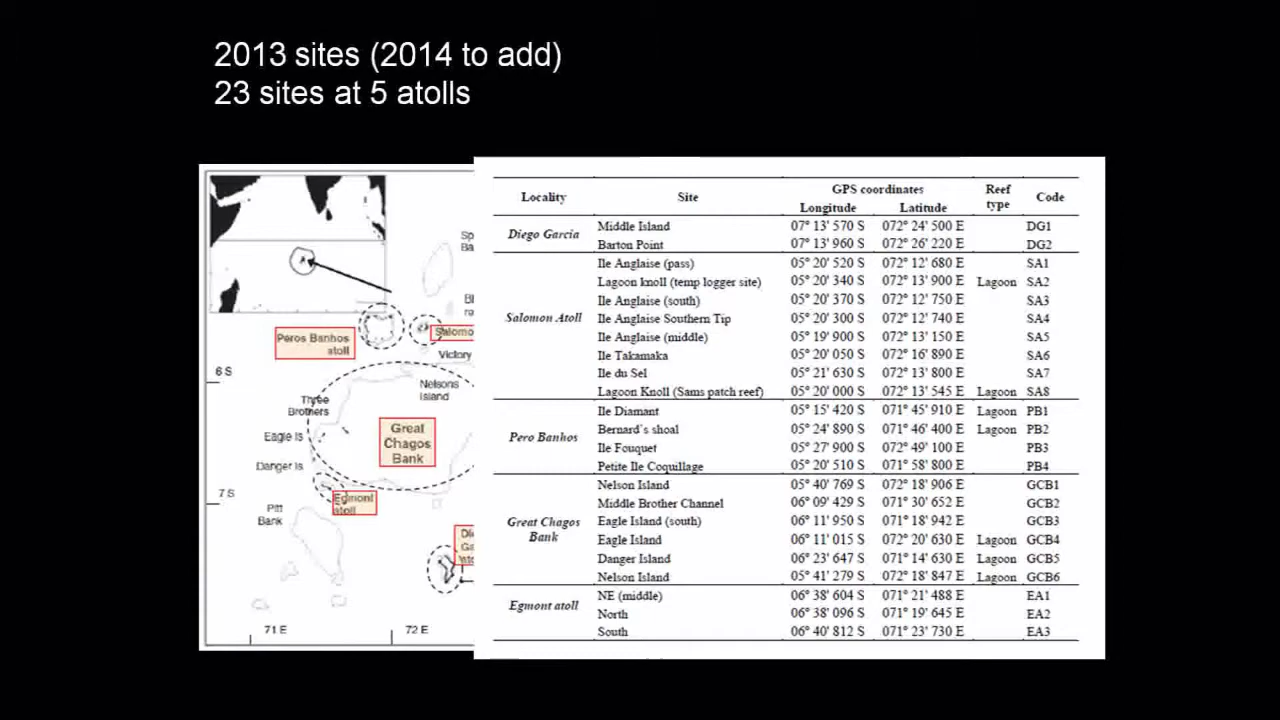 2013 sites (2014 to add)
23 sites at 5 atolls
Peros Banhos
atoll
Salomo
Victory
6 S
Nelsons
Island
Three
Brothers
Great
Chagos
Bank
Eagle Is
Danger Is
7 S
Egmont
atoll
Pitt
Bank
71 E
72 E
Locality Site GPS coordinates Reef type Code
Longitude Latitude
Diego Garcia
Middle Island 07° 13' 570 S 072° 24' 500 E DG1
Barton Point 07° 13' 960 S 072° 26' 220 E DG2
Salomon Atoll
Ile Anglaise (pass) 05° 20' 520 S 072° 12' 680 E SA1
Lagoon knoll (temp logger site) 05° 20' 340 S 072° 13' 900 E Lagoon SA2
Ile Anglaise (south) 05° 20' 370 S 072° 12' 750 E SA3
Ile Anglaise Southern Tip 05° 20' 300 S 072° 12' 740 E SA4
Ile Anglaise (middle) 05° 19' 900 S 072° 13' 150 E SA5
Ile Takamaka 05° 20' 050 S 072° 16' 890 E SA6
Ile du Sel 05° 21' 630 S 072° 13' 800 E SA7
Lagoon Knoll (Sams patch reef) 05° 20' 000 S 072° 13' 545 E Lagoon SA8
Pero Banhos
Ile Diamant 05° 15' 420 S 071° 45' 910 E Lagoon PB1
Bernard's shoal 05° 24' 890 S 071° 46' 400 E Lagoon PB2
Ile Fouquet 05° 27' 900 S 072° 49' 100 E PB3
Petite Ile Coquillage 05° 20' 510 S 071° 58' 800 E PB4
Great Chagos
Bank
Nelson Island 05° 40' 769 S 072° 18' 906 E GCB1
Middle Brother Channel 06° 09' 429 S 071° 30' 652 E GCB2
Eagle Island (south) 06° 11' 950 S 071° 18' 942 E GCB3
Eagle Island 06° 11' 015 S 072° 20' 630 E Lagoon GCB4
Danger Island 06° 23' 647 S 071° 14' 630 E Lagoon GCB5
Nelson Island 05° 41' 279 S 072° 18' 847 E Lagoon GCB6
Egmont atoll
NE (middle) 06° 38' 604 S 071° 21' 488 E EA1
North 06° 38' 096 S 071° 19' 645 E EA2
South 06° 40' 812 S 071° 23' 730 E EA3